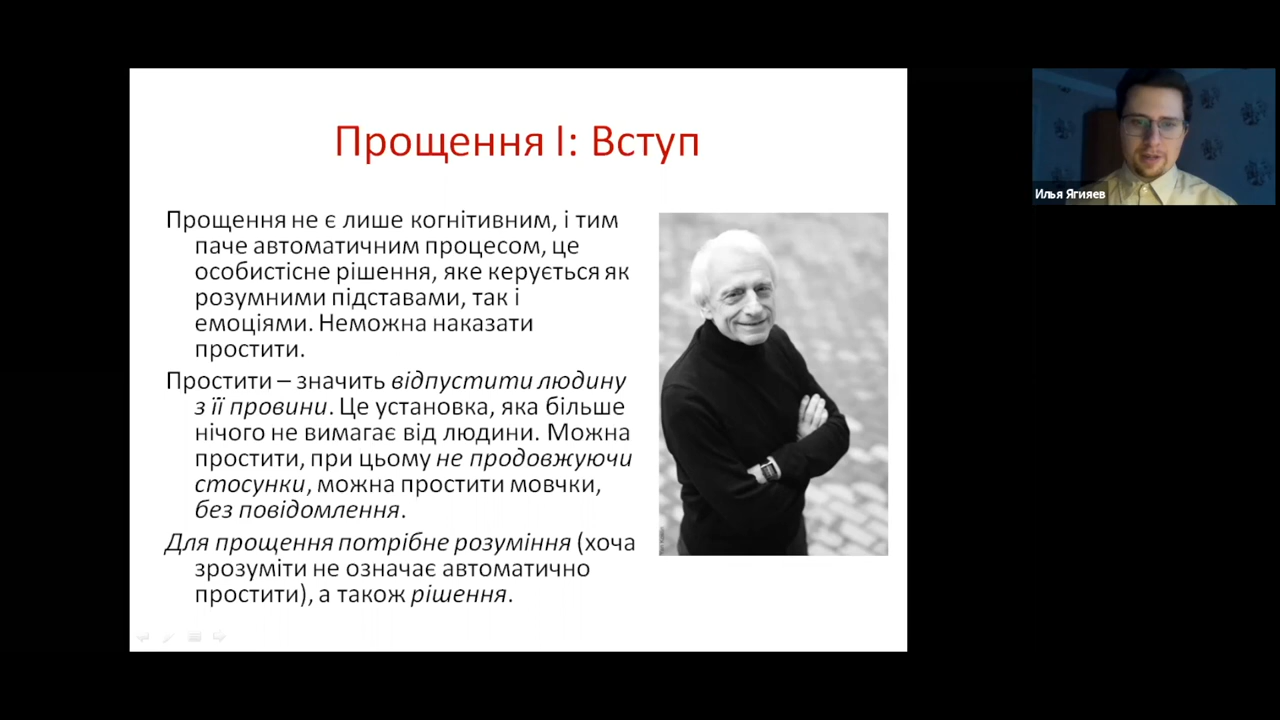 Прощення І: Вступ
Прощення не є лише когнітивним, і тим
паче автоматичним процесом, це
особистісне рішення, яке керується як
розумними підставами, так і
емоціями. Неможна наказати
простити.
Простити – значить відпустити людину
з її провини. Це установка, яка більше
нічого не вимагає від людини. Можна
простити, при цьому не продовжуючи
стосунки, можна простити мовчки,
без повідомлення.
Для прощення потрібне розуміння (хоча
зрозуміти не означає автоматично
простити), а також рішення.
Илья Ягияев